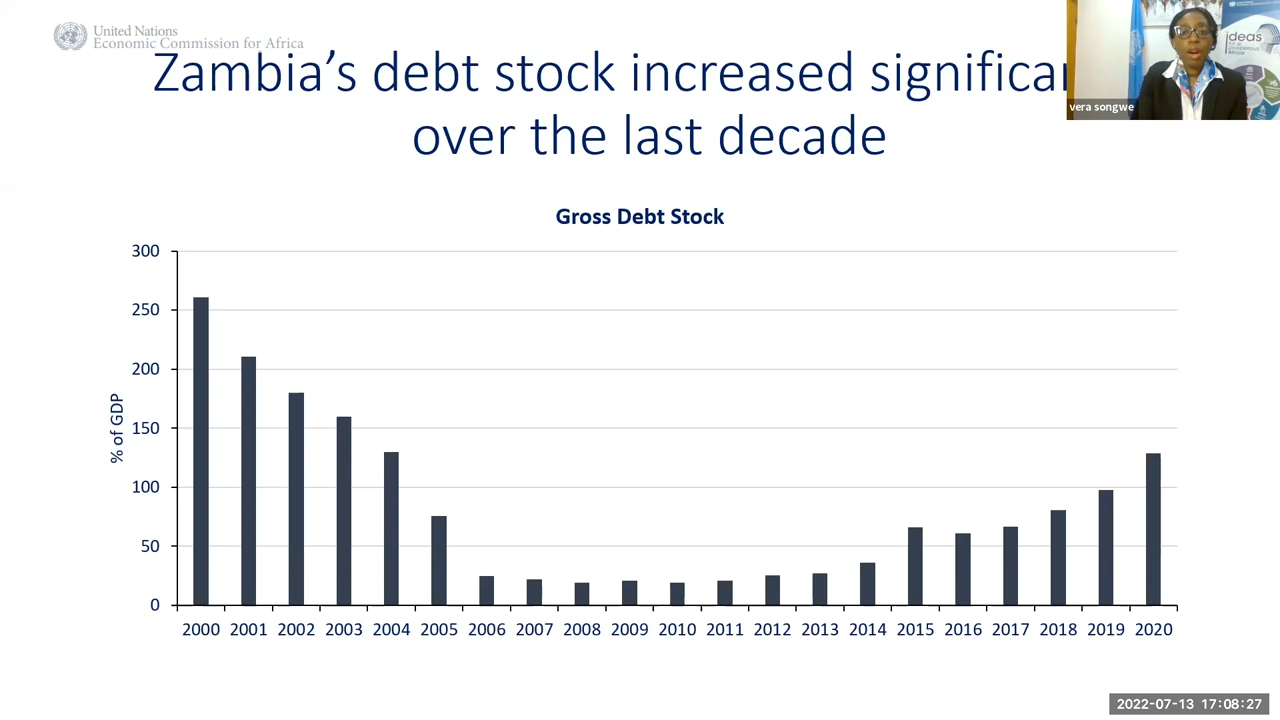 United Nations
Economic Commission for Africa
Zambia's debt stock increased significan
over the last decade
vera songwe
ideas
Gross Debt Stock
% of GDP
300
250
200
150
100
50
0
2000 2001 2002 2003 2004 2005 2006 2007 2008 2009 2010 2011 2012 2013 2014 2015 2016 2017 2018 2019 2020
2022-07-13 17:08:27